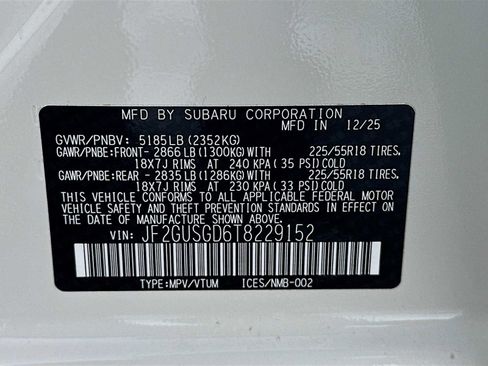 MFD BY SUBARU CORPORATION
IN 12/25
GVWR/PNBV: 5185LB (2352KG)
GAWR/PNBE:FRONT- 2866 LB (1300KG)WITH 225/55R18 TIRES.
18X7J RIMS AT 240 KPA ( 35 PSI)COLD
GAWR/PNBE:REAR - 2835 LB (1286KG)WITH 225/55R18 TIRES.
18X7J RIMS AT 230 KPA ( 33 PSI)COLD
THIS VEHICLE CONFORMS TO ALL APPLICABLE FEDERAL MOTOR
VEHICLE SAFETY AND BUMPER STANDARDS IN EFFECT ON THE
DATE OF MANUFACTURE SHOWN ABOVE.
VIN: JF2GUSGD6T8229152
TYPE:MPV/VTUM ICES/NMB-002